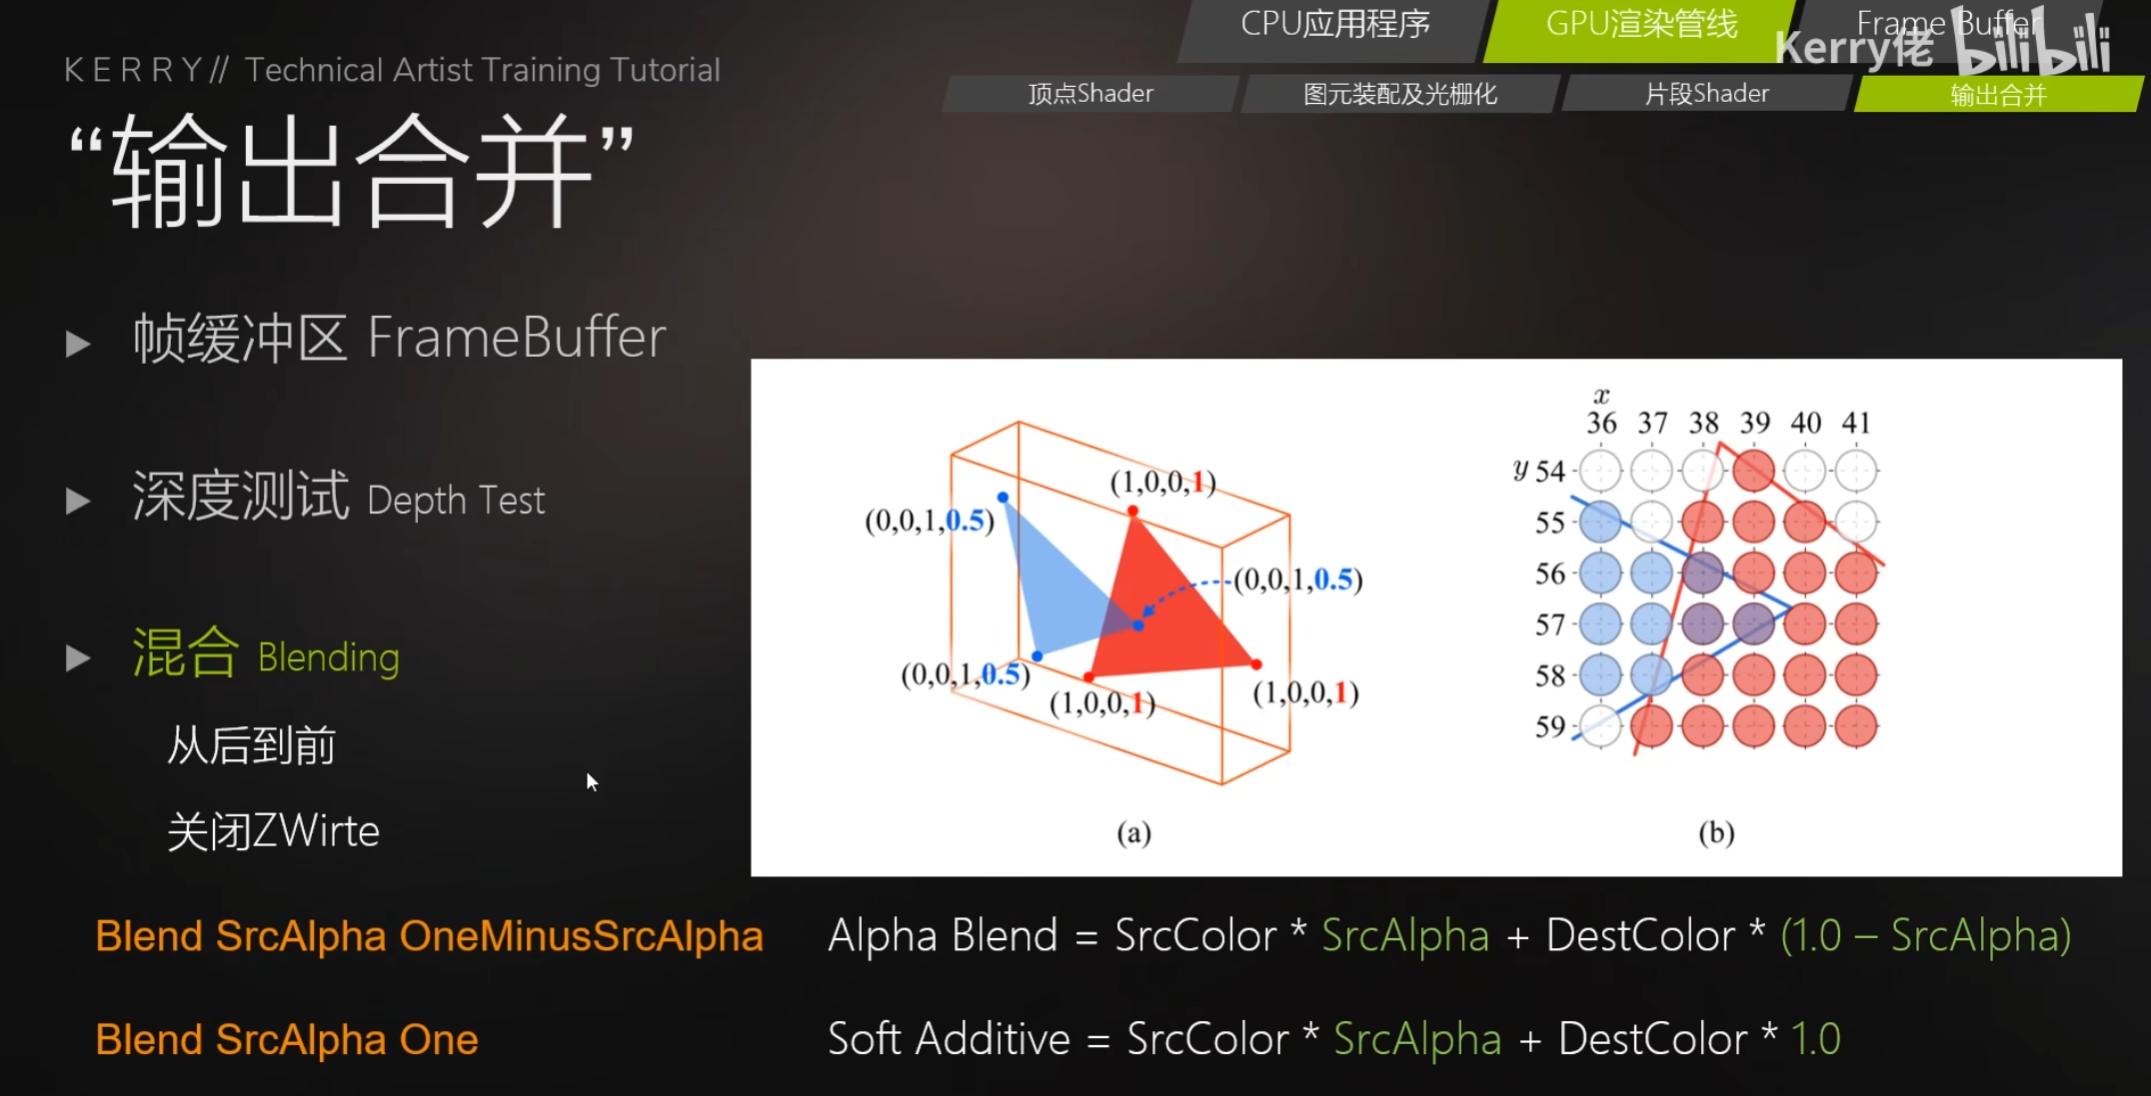 CPU应用程序
GPU渲染管线
Frame Buffer
Kerry佬 bilibili
KERRY// Technical Artist Training Tutorial
顶点Shader
图元装配及光栅化
片段Shader
输出合并
“输出合并”
帧缓冲区 FrameBuffer
深度测试 Depth Test
混合 Blending
从后到前
关闭ZWirte
(1,0,0,1)
(0,0,1,0.5)
(0,0,1,0.5)
(0,0,1,0.5)
(1,0,0,1)
(1,0,0,1)
(a)
x
36 37 38 39 40 41
y 54
55
56
57
58
59
(b)
Blend SrcAlpha OneMinusSrcAlpha
Alpha Blend = SrcColor * SrcAlpha + DestColor * (1.0 – SrcAlpha)
Blend SrcAlpha One
Soft Additive = SrcColor * SrcAlpha + DestColor * 1.0